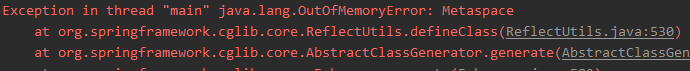 Exception in thread "main" java.lang.OutOfMemoryError: Metaspace
at org.springframework.cglib.core.ReflectUtils.defineClass(ReflectUtils.java:530)
at org.springframework.cglib.core.AbstractClassGenerator.generate(AbstractClassGen